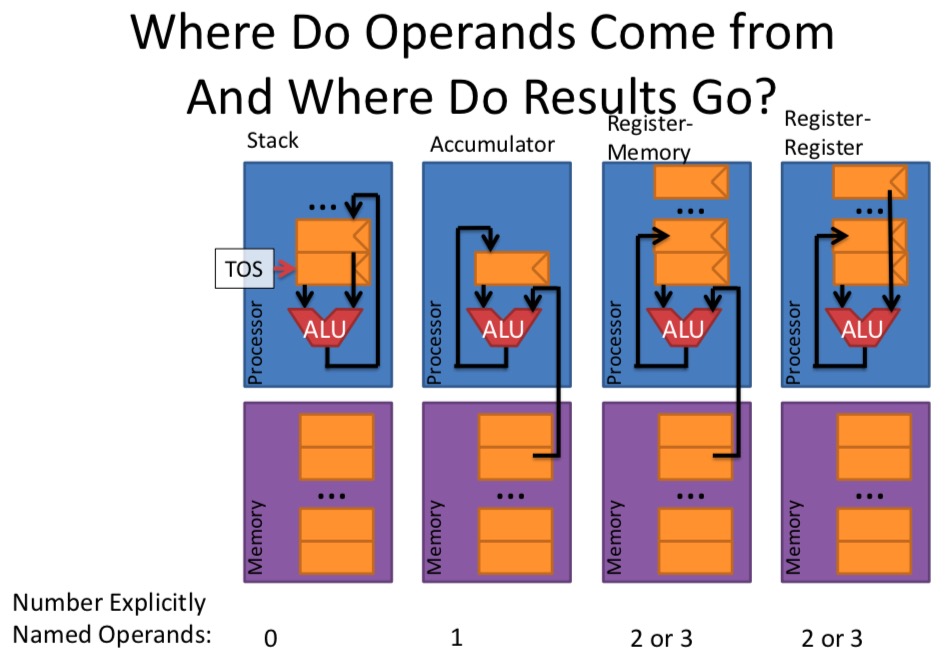 Where Do Operands Come from
And Where Do Results Go?
Stack
Accumulator
Register-
Memory
Register-
Register
...
...
...
TOS
ALU
ALU
ALU
ALU
Processor
Processor
Processor
Processor
...
...
...
...
Memory
Memory
Memory
Memory
Number Explicitly
Named Operands:
0
1
2 or 3
2 or 3